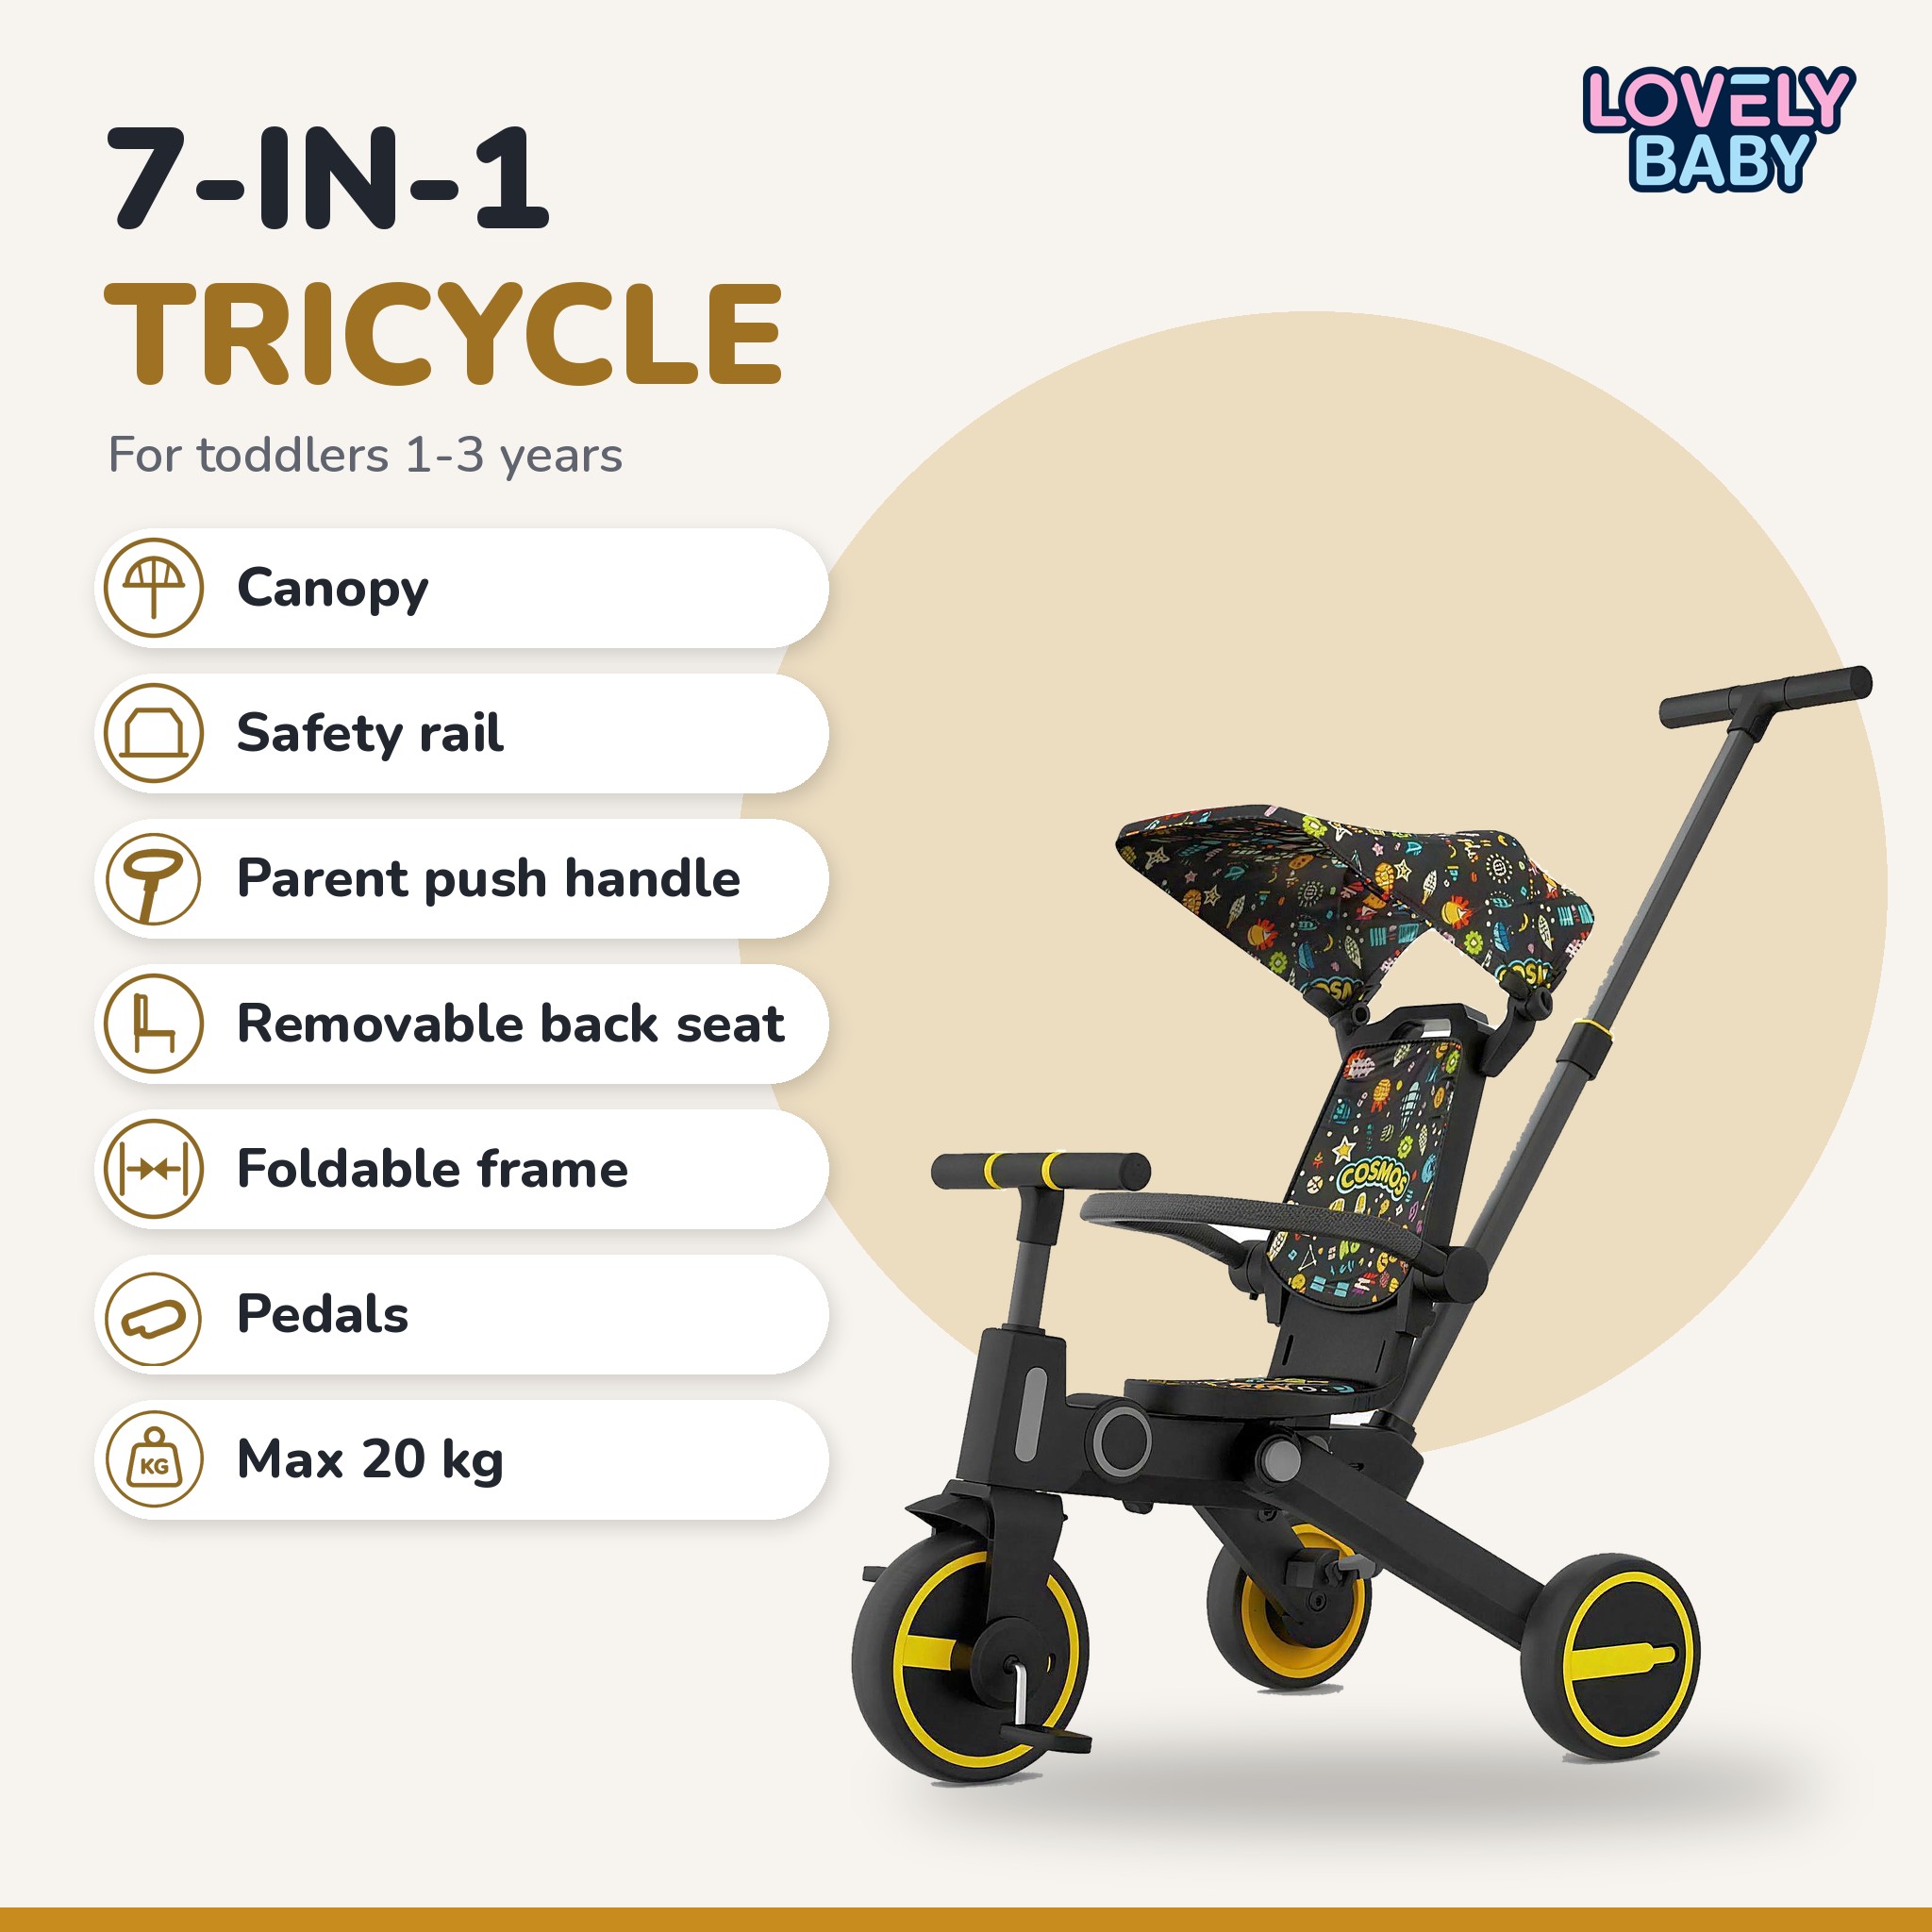 LOVELY
BABY
7-IN-1
TRICYCLE
For toddlers 1-3 years
Canopy
Safety rail
Parent push handle
Removable back seat
Foldable frame
Pedals
KG
Max 20 kg
COSMOS